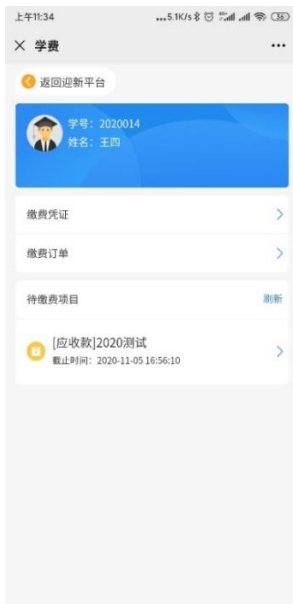 上午11:34
...5.1K/s
36
学费
返回迎新平台
学号：2020014
姓名：王四
缴费凭证
缴费订单
待缴费项目 刷新
[应收款]2020测试
截止时间：2020-11-05 16:56:10